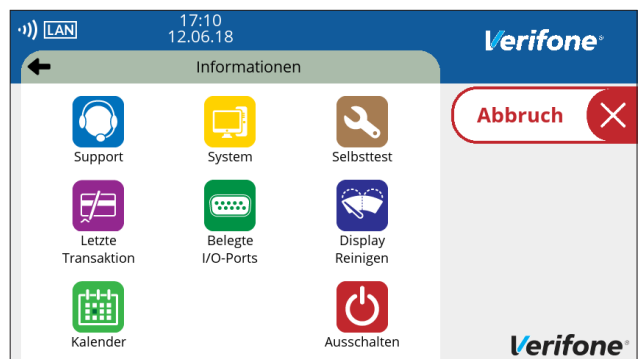 LAN
17:10
12.06.18
Verifone
Informationen
Abbruch
Support
System
Selbsttest
Letzte
Transaktion
Belegte
I/O-Ports
Display
Reinigen
Kalender
Ausschalten
Verifone